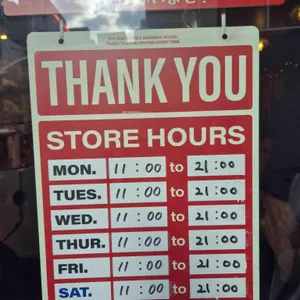 THANK YOU
STORE HOURS
MON. 11:00 to 21:00
TUES. 11:00 to 21:00
WED. 11:00 to 21:00
THUR. 11:00 to 21:00
FRI. 11:00 to 21:00
SAT. 11:00 to 21:00